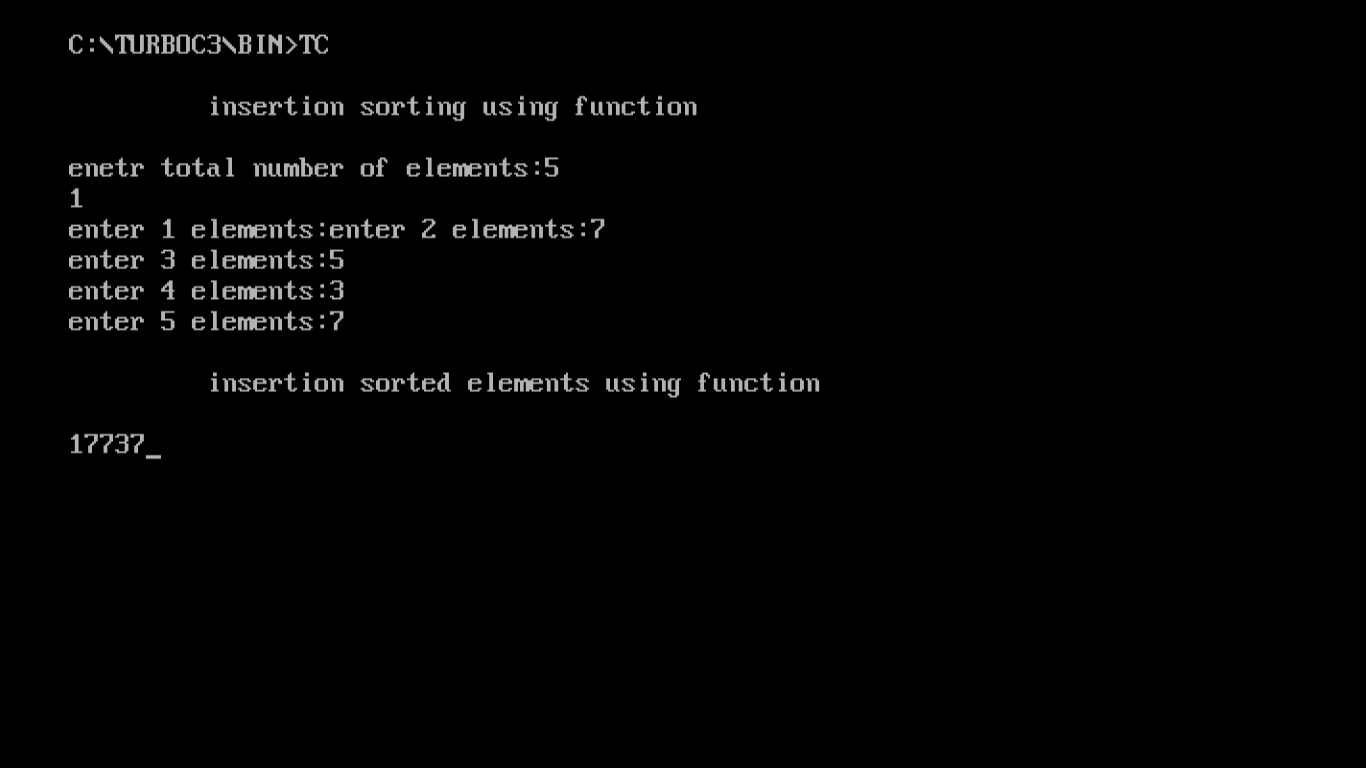 C:\TURBOC3\BIN>TC
insertion sorting using function
enetr total number of elements:5
1
enter 1 elements:enter 2 elements:7
enter 3 elements:5
enter 4 elements:3
enter 5 elements:7
insertion sorted elements using function
17737_